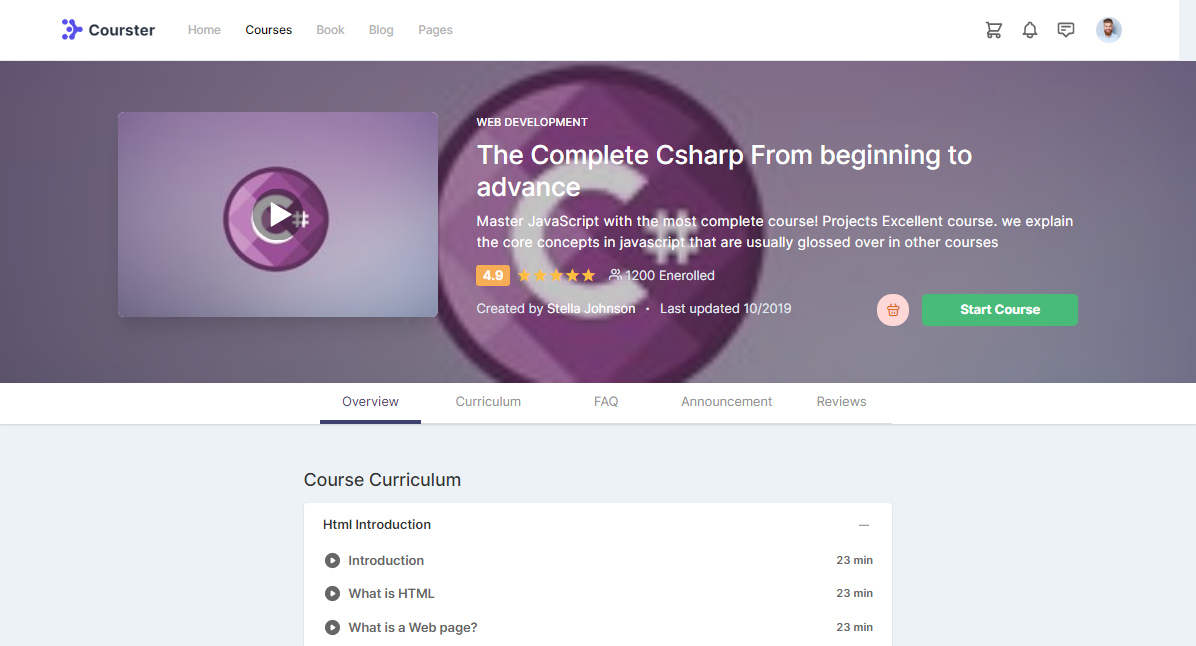 Courster
Home
Courses
Book
Blog
Pages
C#
C#
WEB DEVELOPMENT
The Complete Csharp From beginning to
advance
Master JavaScript with the most complete course! Projects Excellent course. we explain
the core concepts in javascript that are usually glossed over in other courses
4.9
1200 Enerolled
Created by Stella Johnson • Last updated 10/2019
Start Course
Overview
Curriculum
FAQ
Announcement
Reviews
Course Curriculum
Html Introduction
Introduction 23 min
What is HTML 23 min
What is a Web page? 23 min